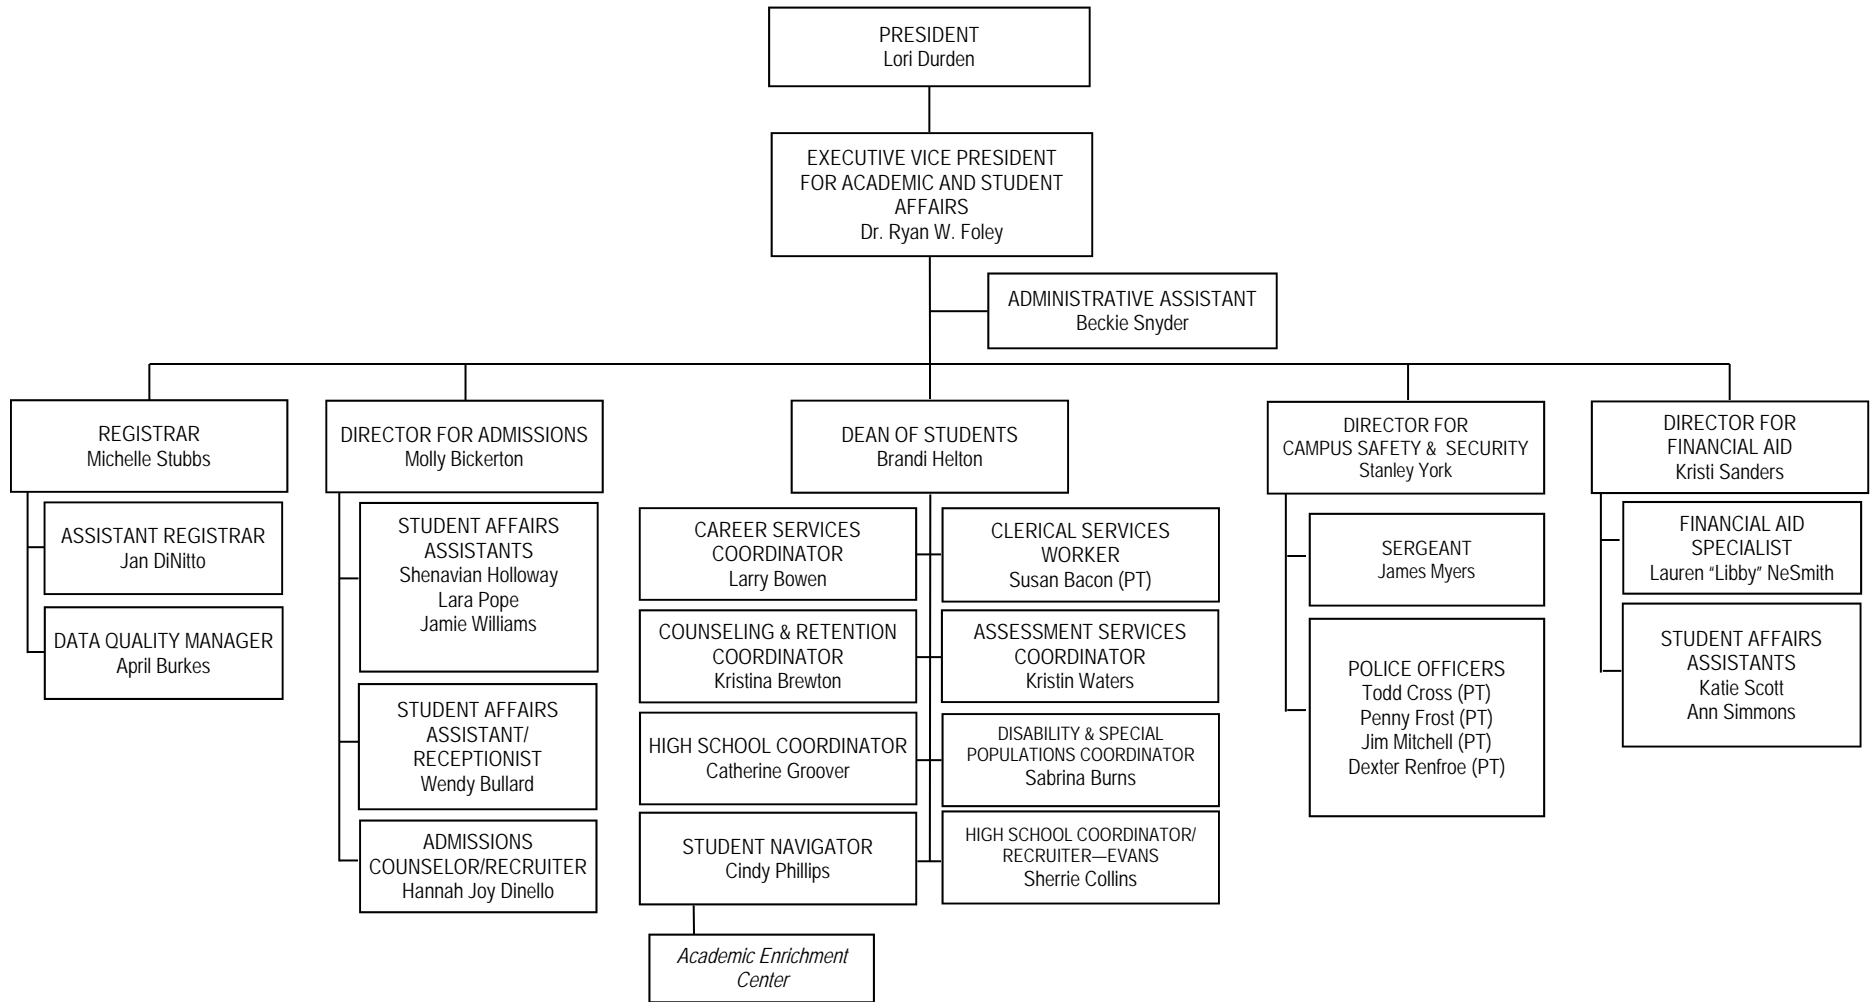 PRESIDENT
Lori Durden
EXECUTIVE VICE PRESIDENT
FOR ACADEMIC AND STUDENT
AFFAIRS
Dr. Ryan W. Foley
ADMINISTRATIVE ASSISTANT
Beckie Snyder
REGISTRAR
Michelle Stubbs
ASSISTANT REGISTRAR
Jan DiNitto
DATA QUALITY MANAGER
April Burkes
DIRECTOR FOR ADMISSIONS
Molly Bickerton
STUDENT AFFAIRS
ASSISTANTS
Shenavian Holloway
Lara Pope
Jamie Williams
STUDENT AFFAIRS
ASSISTANT/
RECEPTIONIST
Wendy Bullard
ADMISSIONS
COUNSELOR/RECRUITER
Hannah Joy Dinello
DEAN OF STUDENTS
Brandi Helton
CAREER SERVICES
COORDINATOR
Larry Bowen
CLERICAL SERVICES
WORKER
Susan Bacon (PT)
COUNSELING & RETENTION
COORDINATOR
Kristina Brewton
ASSESSMENT SERVICES
COORDINATOR
Kristin Waters
HIGH SCHOOL COORDINATOR
Catherine Groover
DISABILITY & SPECIAL
POPULATIONS COORDINATOR
Sabrina Burns
STUDENT NAVIGATOR
Cindy Phillips
HIGH SCHOOL COORDINATOR/
RECRUITER—EVANS
Sherrie Collins
Academic Enrichment
Center
DIRECTOR FOR
CAMPUS SAFETY & SECURITY
Stanley York
SERGEANT
James Myers
POLICE OFFICERS
Todd Cross (PT)
Penny Frost (PT)
Jim Mitchell (PT)
Dexter Renfroe (PT)
DIRECTOR FOR
FINANCIAL AID
Kristi Sanders
FINANCIAL AID
SPECIALIST
Lauren “Libby” NeSmith
STUDENT AFFAIRS
ASSISTANTS
Katie Scott
Ann Simmons